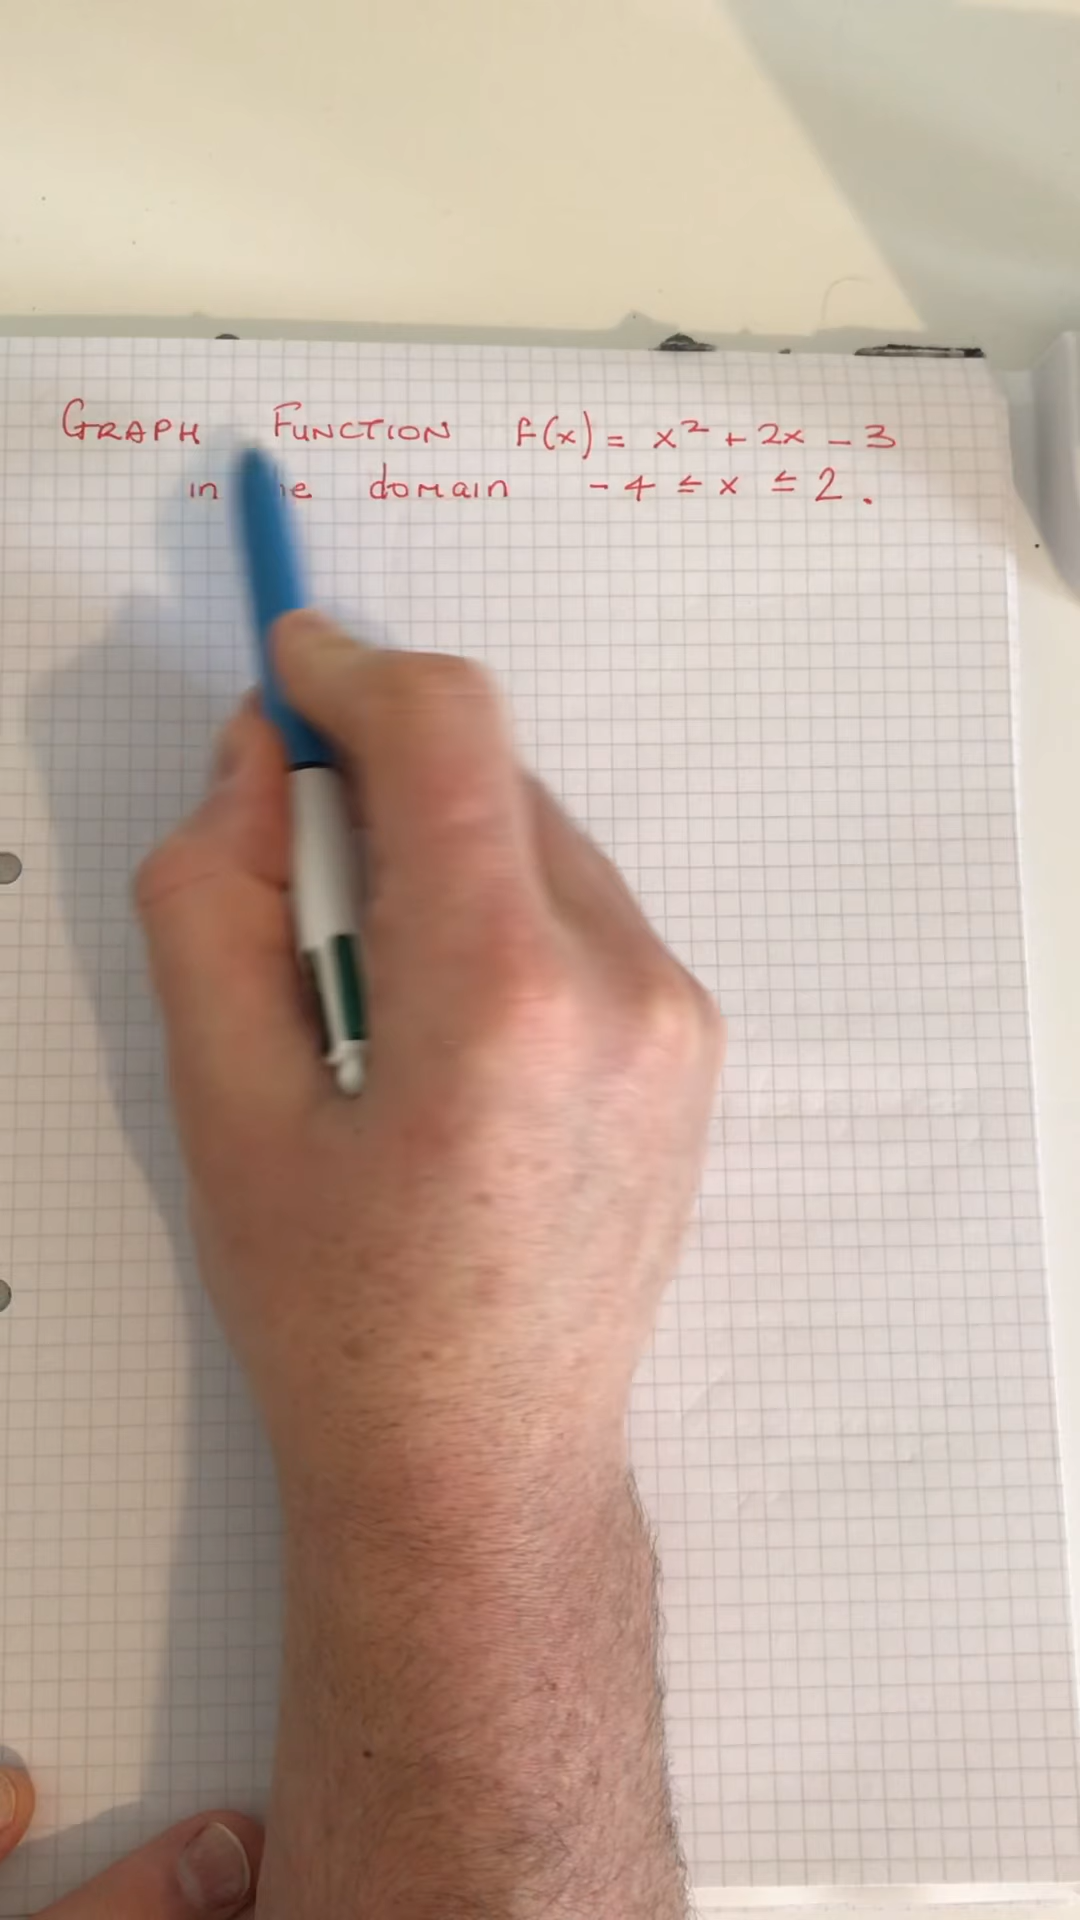 GRAPH FUNCTION f(x) = x² + 2x - 3
in domain - 4 ≤ x ≤ 2 .